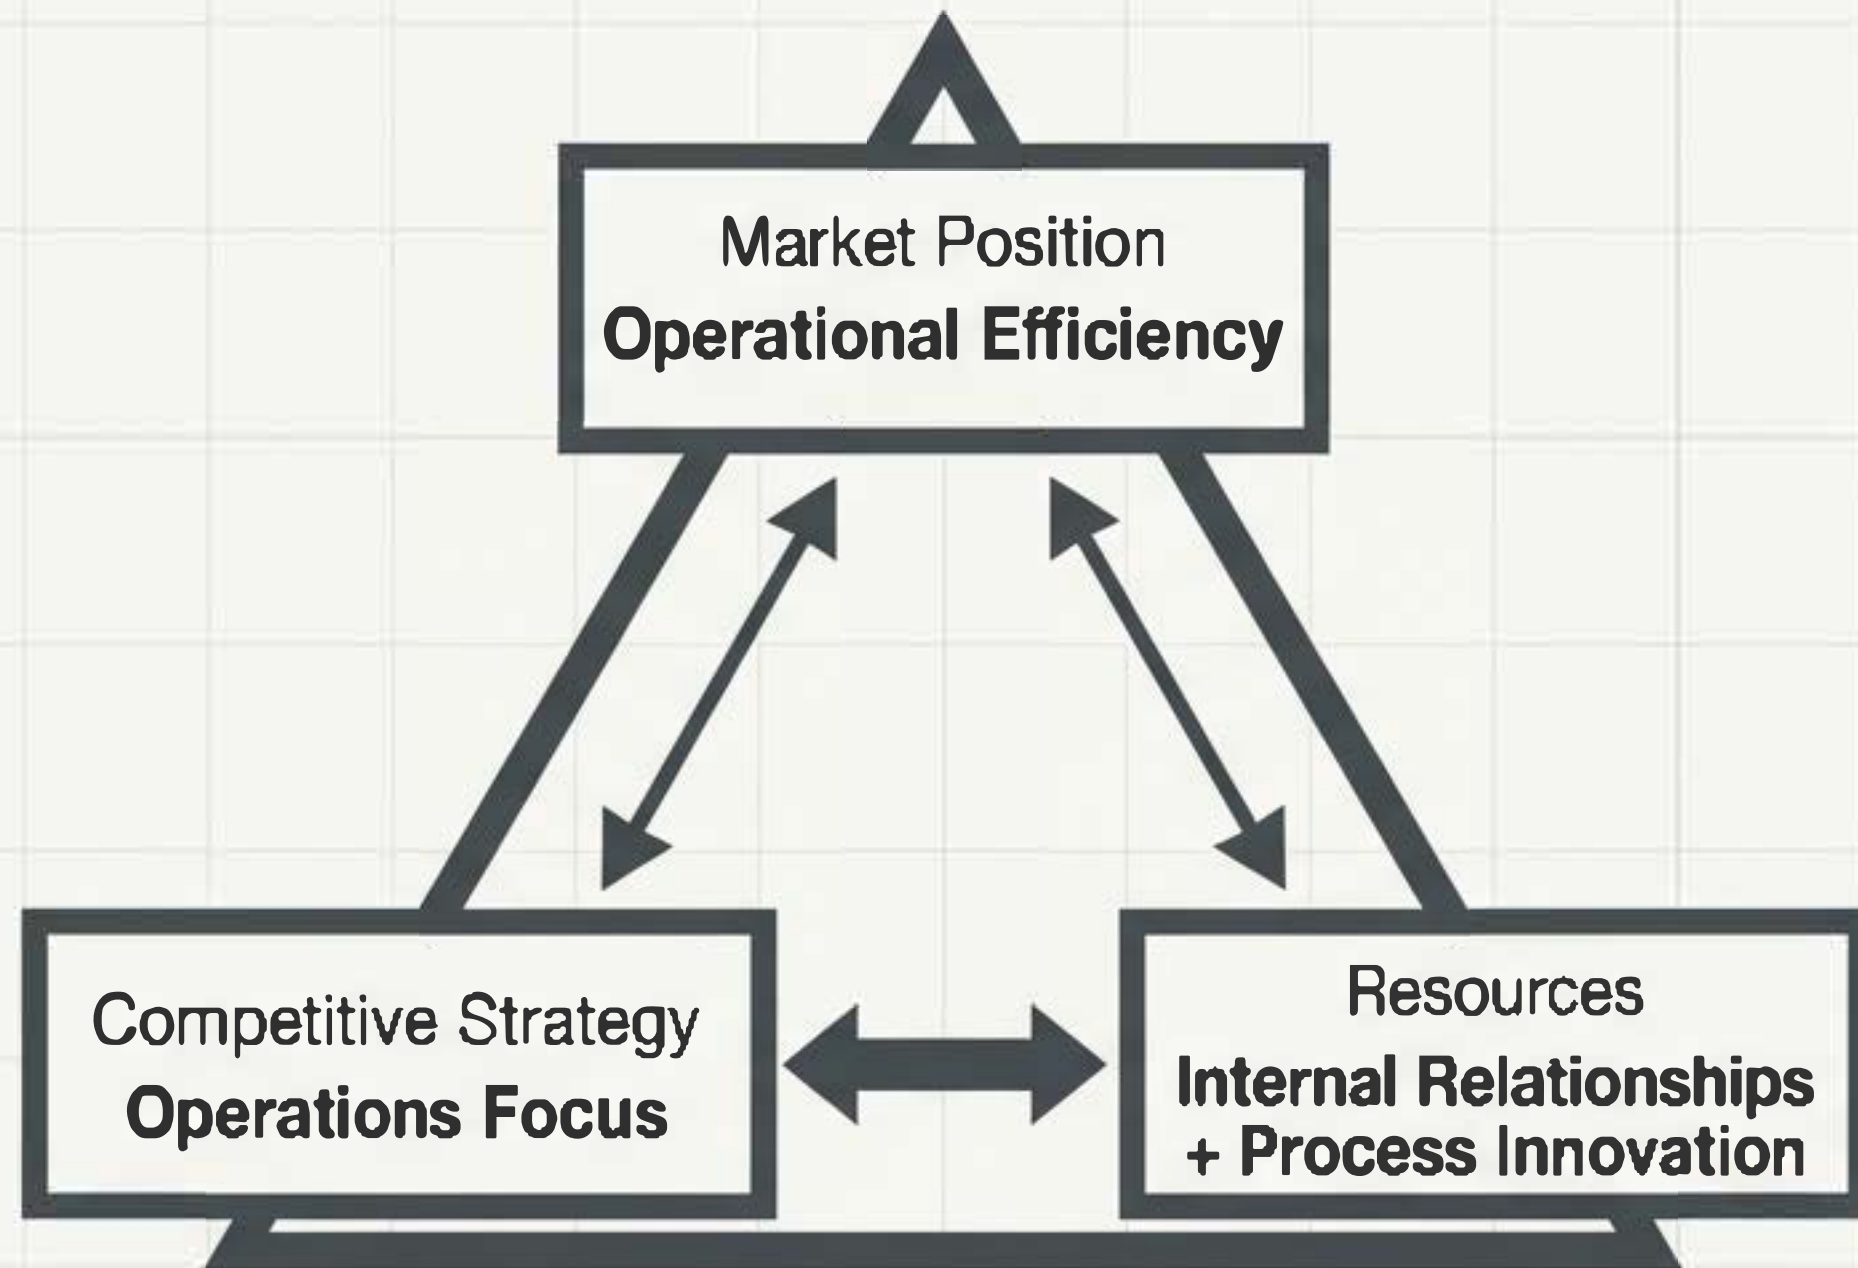 Market Position
Operational Efficiency
Competitive Strategy
Operations Focus
Resources
Internal Relationships
+ Process Innovation